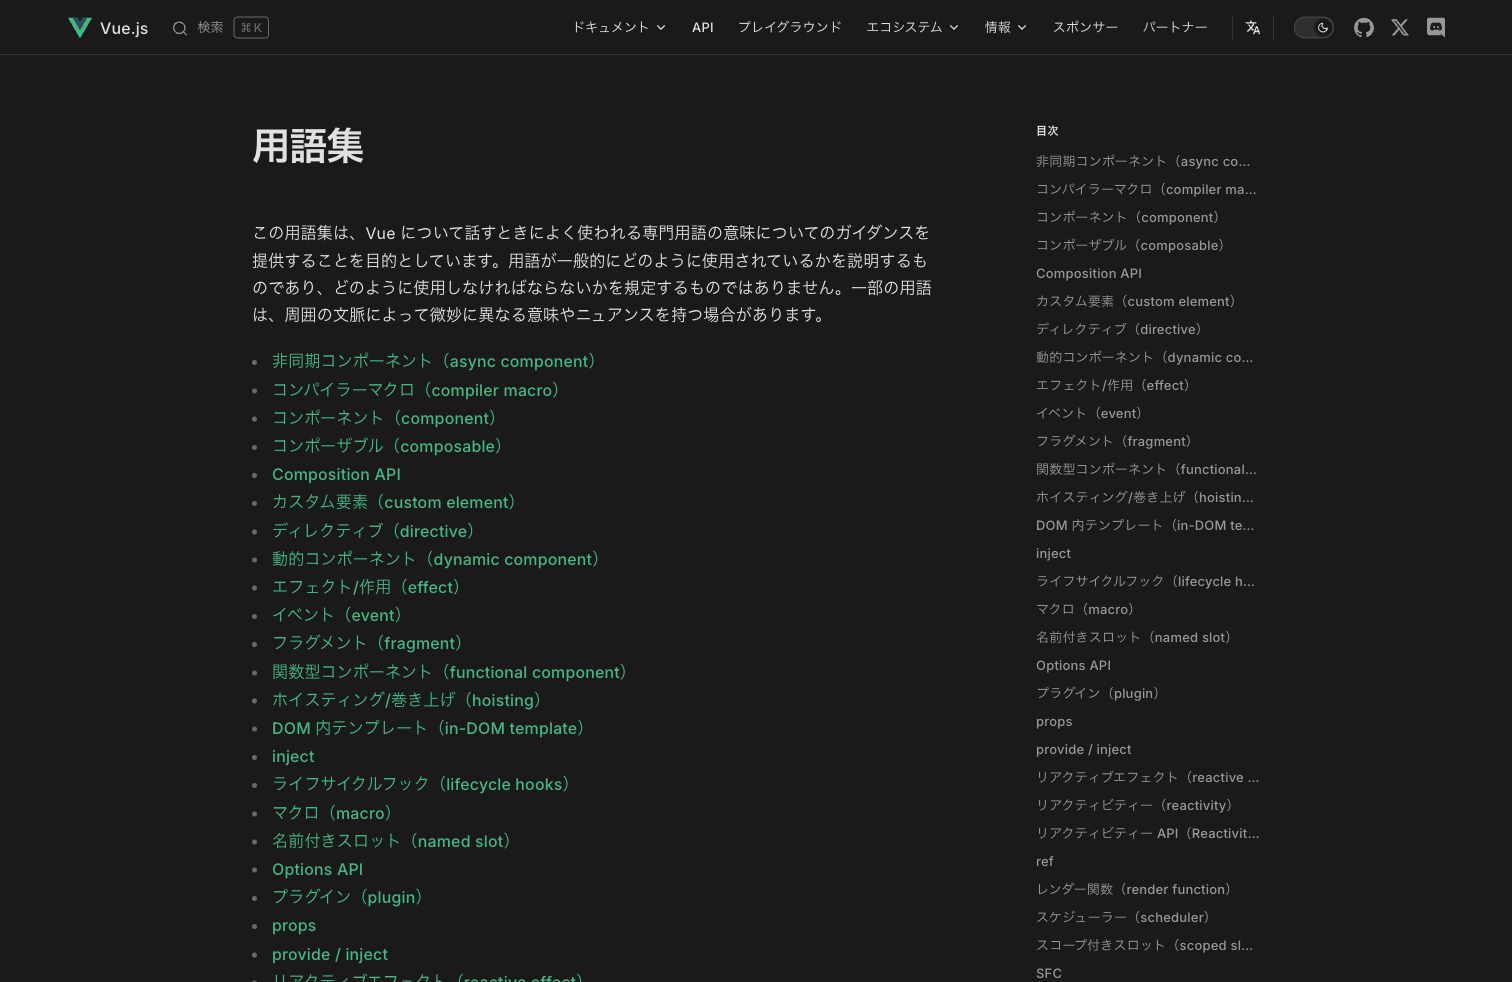 Vue.js
検索
⌘ K
ドキュメント
API
プレイグラウンド
エコシステム
情報
スポンサー
パートナー
用語集
この用語集は、Vue について話すときによく使われる専門用語の意味についてのガイダンスを
提供することを目的としています。用語が一般的にどのように使用されているかを説明するも
のであり、どのように使用しなければならないかを規定するものではありません。一部の用語
は、周囲の文脈によって微妙に異なる意味やニュアンスを持つ場合があります。
非同期コンポーネント（async component）
コンパイラーマクロ（compiler macro）
コンポーネント（component）
コンポーザブル（composable）
Composition API
カスタム要素（custom element）
ディレクティブ（directive）
動的コンポーネント（dynamic component）
エフェクト/作用（effect）
イベント（event）
フラグメント（fragment）
関数型コンポーネント（functional component）
ホイスティング/巻き上げ（hoisting）
DOM 内テンプレート（in-DOM template）
inject
ライフサイクルフック（lifecycle hooks）
マクロ（macro）
名前付きスロット（named slot）
Options API
プラグイン（plugin）
props
provide / inject
リアクティブエフェクト（reactive effect）
目次
非同期コンポーネント（async co…
コンパイラーマクロ（compiler ma…
コンポーネント（component）
コンポーザブル（composable）
Composition API
カスタム要素（custom element）
ディレクティブ（directive）
動的コンポーネント（dynamic co…
エフェクト/作用（effect）
イベント（event）
フラグメント（fragment）
関数型コンポーネント（functional…
ホイスティング/巻き上げ（hoistin…
DOM 内テンプレート（in-DOM te…
inject
ライフサイクルフック（lifecycle h…
マクロ（macro）
名前付きスロット（named slot）
Options API
プラグイン（plugin）
props
provide / inject
リアクティブエフェクト（reactive …
リアクティビティー（reactivity）
リアクティビティー API（Reactivit…
ref
レンダー関数（render function）
スケジューラー（scheduler）
スコープ付きスロット（scoped sl…
SFC